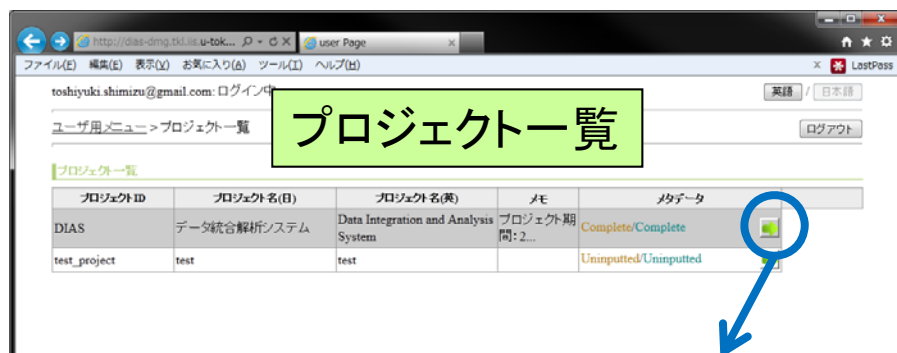 http://dias-dmg.tkl.iis.u-tok...
user Page
ファイル(F) 編集(E) 表示(V) お気に入り(A) ツール(T) ヘルプ(H)
LastPass
toshiyuki.shimizu@gmail.com: ログイン中
英語 / 日本語
プロジェクト一覧
ユーザ用メニュー > プロジェクト一覧
ログアウト
プロジェクト一覧
プロジェクトID プロジェクト名(日) プロジェクト名(英) メモ メタデータ
DIAS データ統合解析システム Data Integration and Analysis System プロジェクト期間: 2... Complete/Complete
test_project test test Uninputted/Uninputted